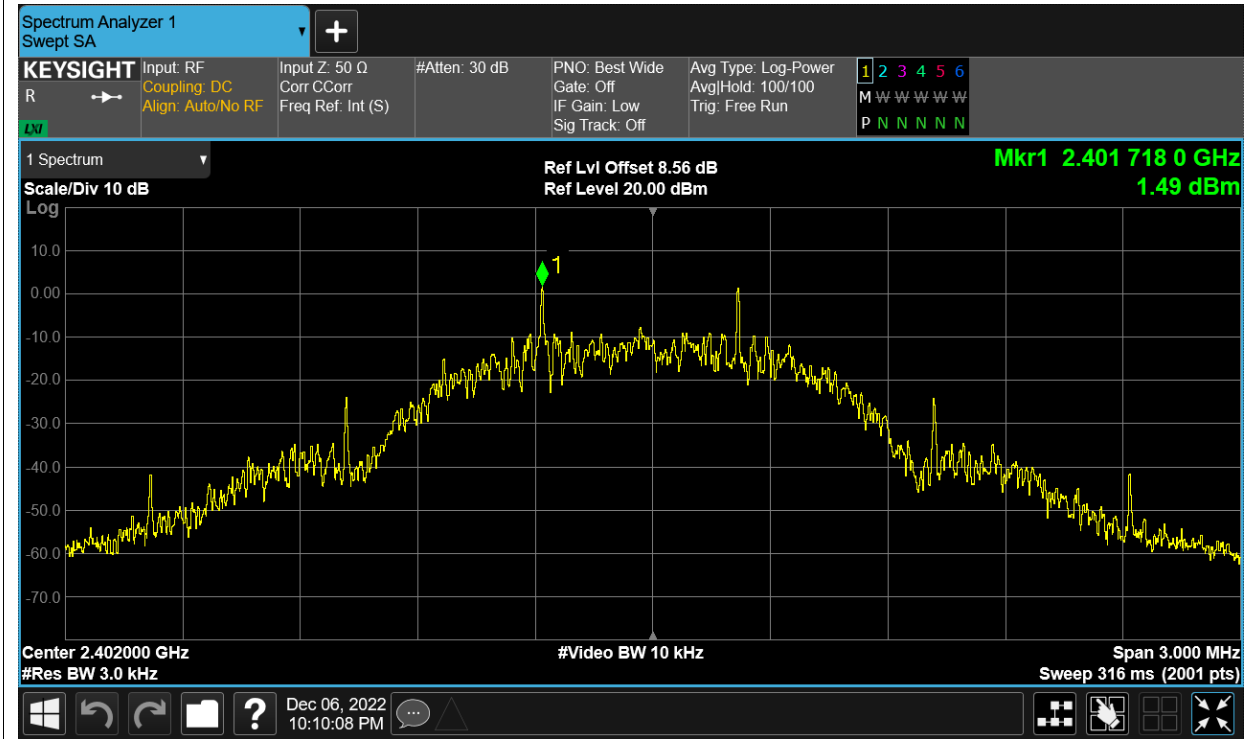 Spectrum Analyzer 1
Swept SA
KEYSIGHT
R
LXI
Input: RF
Coupling: DC
Align: Auto/No RF
Input Z: 50 Ω
Corr CCorr
Freq Ref: Int (S)
#Atten: 30 dB
PNO: Best Wide
Gate: Off
IF Gain: Low
Sig Track: Off
Avg Type: Log-Power
Avg|Hold: 100/100
Trig: Free Run
1 2 3 4 5 6
M W W W W W W
P N N N N N N
1 Spectrum
Scale/Div 10 dB
Log
Ref Lvl Offset 8.56 dB
Ref Level 20.00 dBm
Mkr1 2.401 718 0 GHz
1.49 dBm
1
10.0
0.00
-10.0
-20.0
-30.0
-40.0
-50.0
-60.0
-70.0
Center 2.402000 GHz
#Res BW 3.0 kHz
#Video BW 10 kHz
Span 3.000 MHz
Sweep 316 ms (2001 pts)
?
Dec 06, 2022
10:10:08 PM